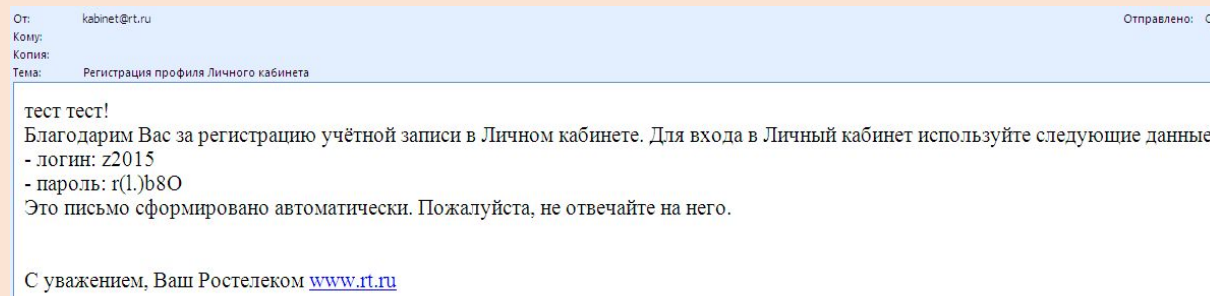 От: kabinet@rt.ru Отправлено:
Кому:
Копия:
Тема: Регистрация профиля Личного кабинета
тест тест!
Благодарим Вас за регистрацию учётной записи в Личном кабинете. Для входа в Личный кабинет используйте следующие данные
- логин: z2015
- пароль: r(l.)b8O
Это письмо сформировано автоматически. Пожалуйста, не отвечайте на него.
С уважением, Ваш Ростелеком www.rt.ru